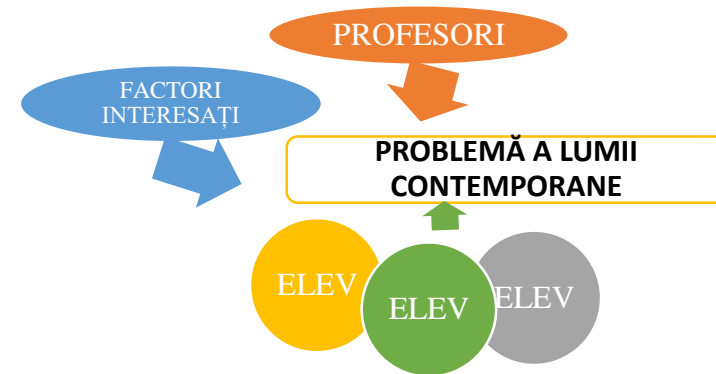 PROFESORI
FACTORI
INTERESAȚI
PROBLEMĂ A LUMII
CONTEMPORANE
ELEV
ELEV
ELEV